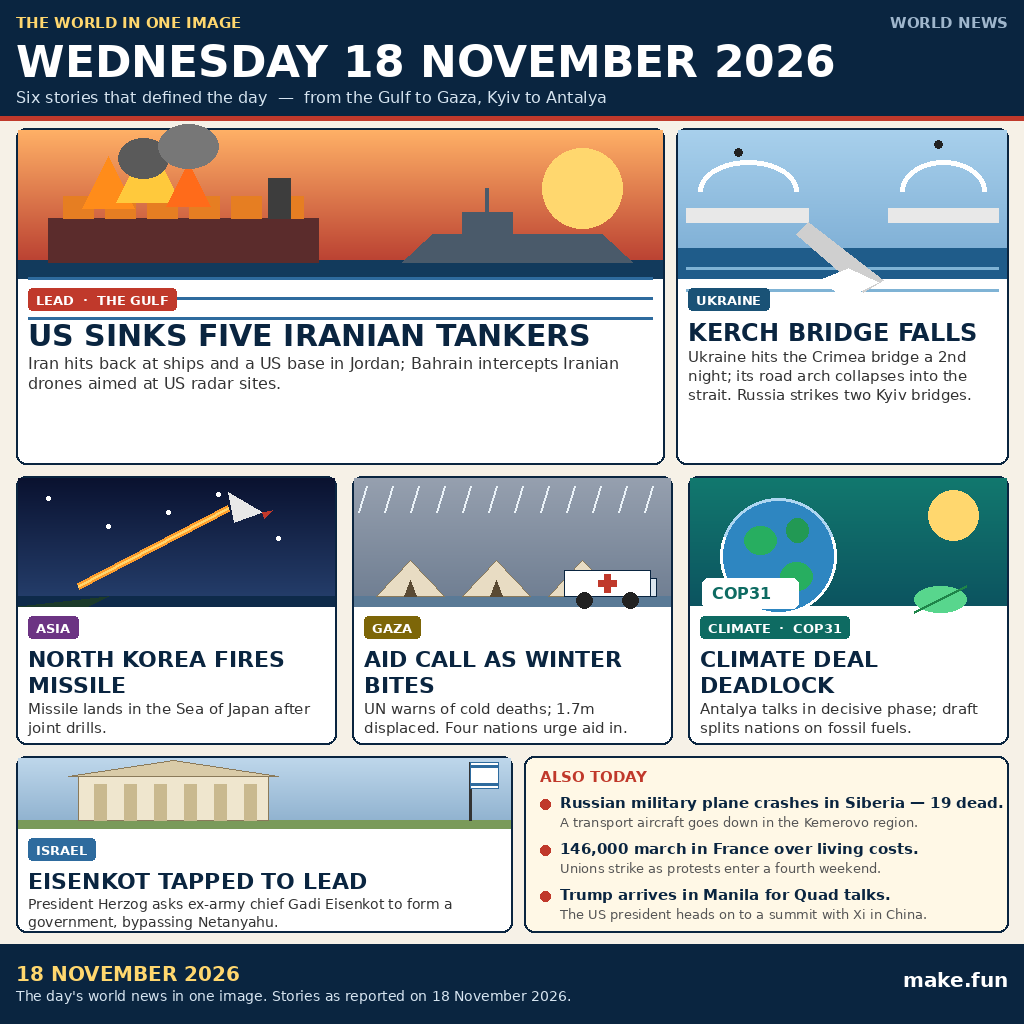 THE WORLD IN ONE IMAGE
WORLD NEWS
WEDNESDAY 18 NOVEMBER 2026
Six stories that defined the day — from the Gulf to Gaza, Kyiv to Antalya
LEAD · THE GULF
US SINKS FIVE IRANIAN TANKERS
Iran hits back at ships and a US base in Jordan; Bahrain intercepts Iranian
drones aimed at US radar sites.
UKRAINE
KERCH BRIDGE FALLS
Ukraine hits the Crimea bridge a 2nd
night; its road arch collapses into the
strait. Russia strikes two Kyiv bridges.
ASIA
NORTH KOREA FIRES
MISSILE
Missile lands in the Sea of Japan after
joint drills.
GAZA
AID CALL AS WINTER
BITES
UN warns of cold deaths; 1.7m
displaced. Four nations urge aid in.
COP31
CLIMATE · COP31
CLIMATE DEAL
DEADLOCK
Antalya talks in decisive phase; draft
splits nations on fossil fuels.
ISRAEL
EISENKOT TAPPED TO LEAD
President Herzog asks ex-army chief Gadi Eisenkot to form a
government, bypassing Netanyahu.
ALSO TODAY
Russian military plane crashes in Siberia — 19 dead.
A transport aircraft goes down in the Kemerovo region.
146,000 march in France over living costs.
Unions strike as protests enter a fourth weekend.
Trump arrives in Manila for Quad talks.
The US president heads on to a summit with Xi in China.
18 NOVEMBER 2026
The day's world news in one image. Stories as reported on 18 November 2026.
make.fun